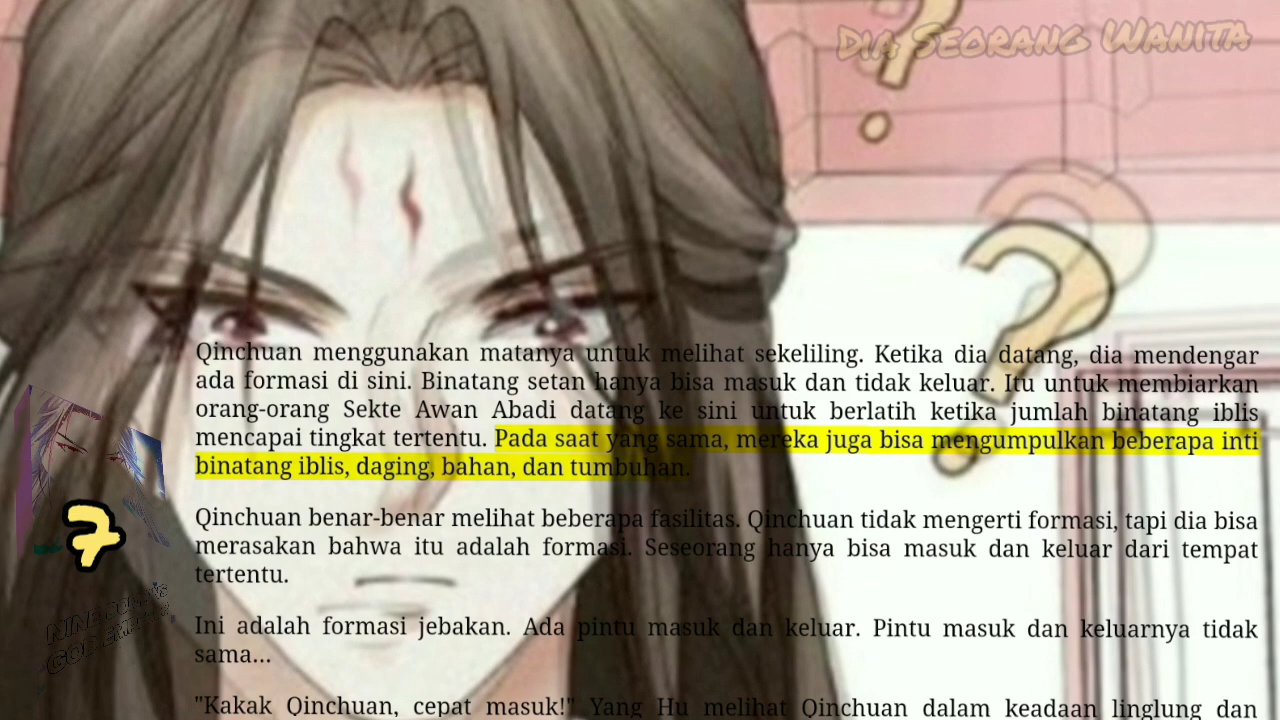 Dia Seorang Wanita
?
?
Qinchuan menggunakan matanya untuk melihat sekeliling. Ketika dia datang, dia mendengar
ada formasi di sini. Binatang setan hanya bisa masuk dan tidak keluar. Itu untuk membiarkan
orang-orang Sekte Awan Abadi datang ke sini untuk berlatih ketika jumlah binatang iblis
mencapai tingkat tertentu. Pada saat yang sama, mereka juga bisa mengumpulkan beberapa inti
binatang iblis, daging, bahan, dan tumbuhan.
Qinchuan benar-benar melihat beberapa fasilitas. Qinchuan tidak mengerti formasi, tapi dia bisa
merasakan bahwa itu adalah formasi. Seseorang hanya bisa masuk dan keluar dari tempat
tertentu.
7
Ini adalah formasi jebakan. Ada pintu masuk dan keluar. Pintu masuk dan keluarnya tidak
sama...
"Kakak Qinchuan, cepat masuk!" Yang Hu melihat Qinchuan dalam keadaan linglung dan